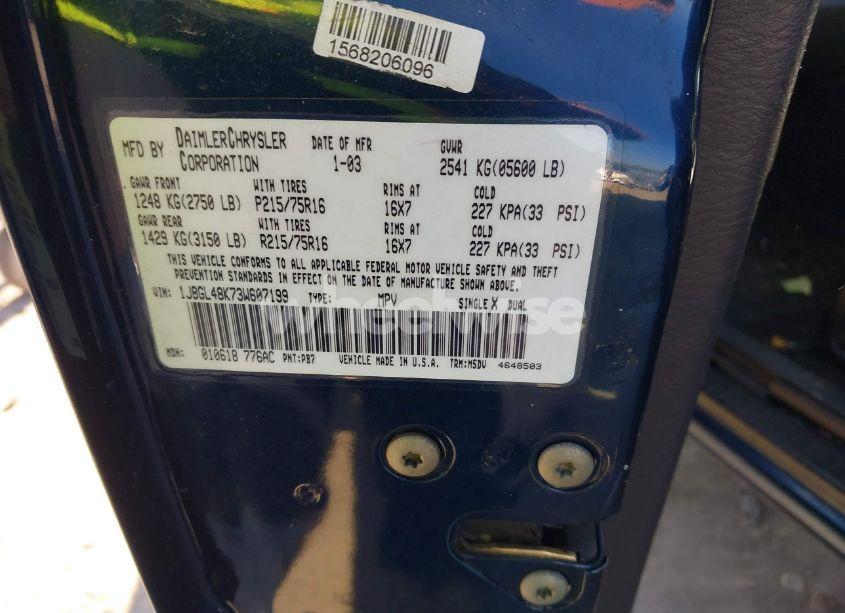 1568206096
MFD BY DAIMLERCHRYSLER CORPORATION DATE OF MFR 1-03 GVWR 2541 KG(05600 LB)
GAWR FRONT WITH TIRES RIMS AT COLD
1248 KG(2750 LB) P215/75R16 16X7 227 KPA(33 PSI)
GAWR REAR WITH TIRES RIMS AT COLD
1429 KG(3150 LB) R215/75R16 16X7 227 KPA(33 PSI)
THIS VEHICLE CONFORMS TO ALL APPLICABLE FEDERAL MOTOR VEHICLE SAFETY AND THEFT
PREVENTION STANDARDS IN EFFECT ON THE DATE OF MANUFACTURE SHOWN ABOVE.
VIN: 1J8GL48K73W607199 TYPE: MPV SINGLE X DUAL
wheelwise
MDH: 010618 776AC PNT:PB7 VEHICLE MADE IN U.S.A. TRM:MSDV 4648503